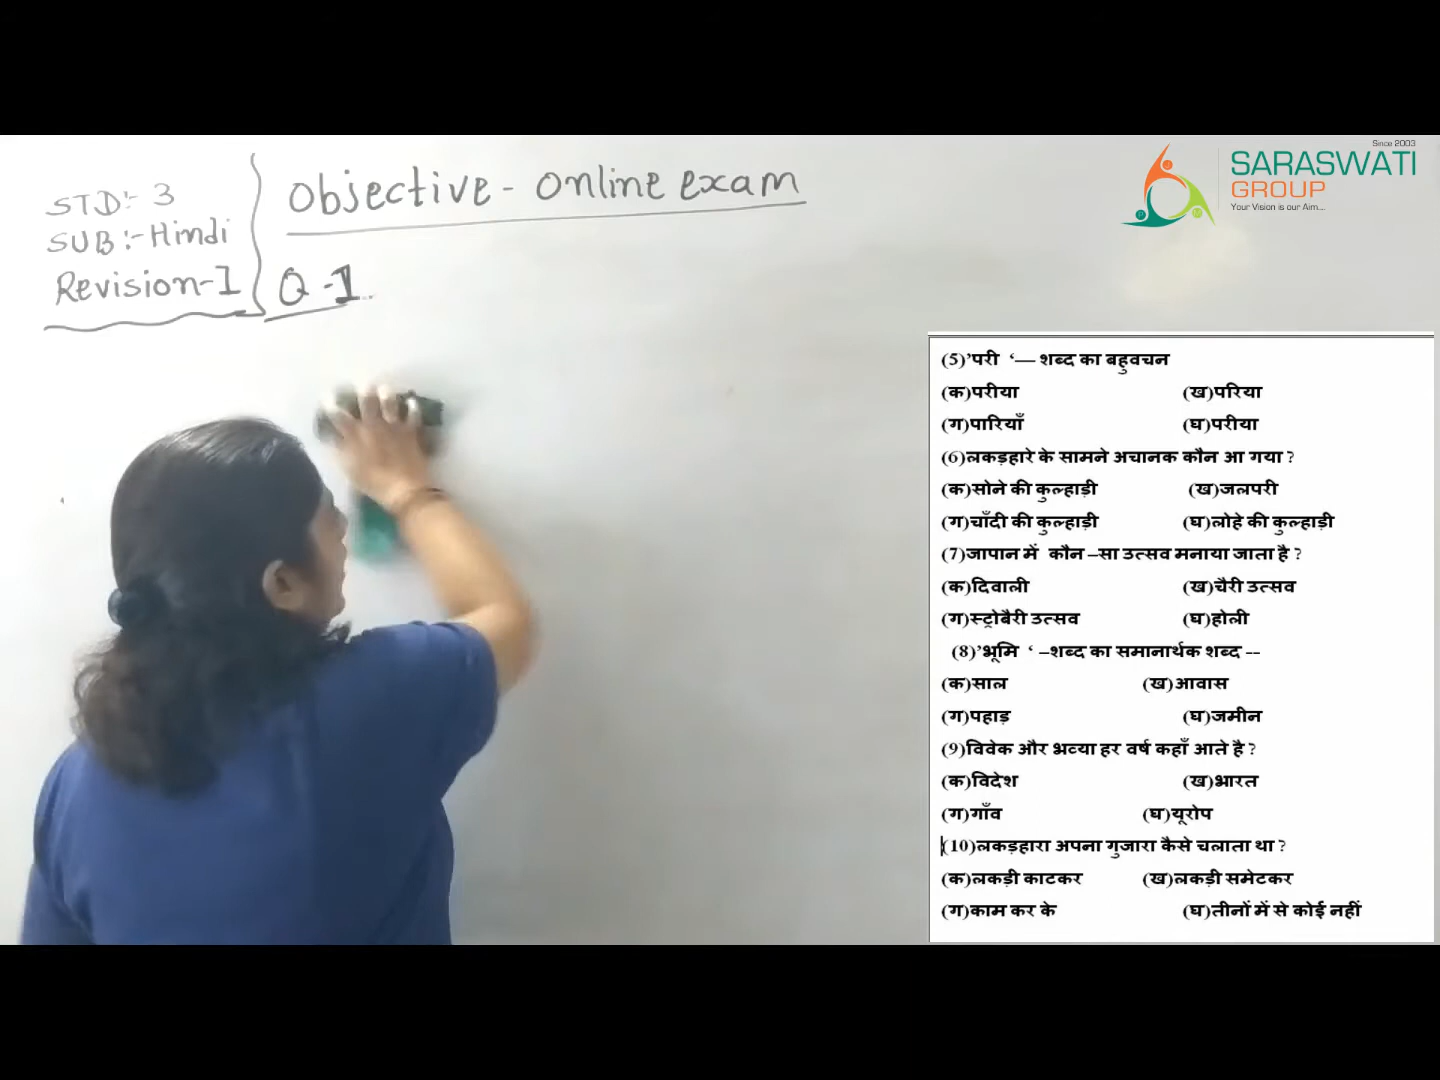 STD:- 3
SUB:- Hindi
Revision-1
Objective - Online exam
Q-1
Since 2003
SARASWATI
GROUP
Your Vision is our Aim...
(5)’परी ‘— शब्द का बहुवचन
(क)परीया (ख)परिया
(ग)पारियाँ (घ)परीया
(6)लकड़हारे के सामने अचानक कौन आ गया ?
(क)सोने की कुल्हाड़ी (ख)जलपरी
(ग)चाँदी की कुल्हाड़ी (घ)लोहे की कुल्हाड़ी
(7)जापान में कौन –सा उत्सव मनाया जाता है ?
(क)दिवाली (ख)चैरी उत्सव
(ग)स्ट्रोबैरी उत्सव (घ)होली
(8)’भूमि ‘ –शब्द का समानार्थक शब्द --
(क)साल (ख)आवास
(ग)पहाड़ (घ)जमीन
(9)विवेक और भव्या हर वर्ष कहाँ आते है ?
(क)विदेश (ख)भारत
(ग)गाँव (घ)यूरोप
(10)लकड़हारा अपना गुजारा कैसे चलाता था ?
(क)लकड़ी काटकर (ख)लकड़ी समेटकर
(ग)काम कर के (घ)तीनों में से कोई नहीं